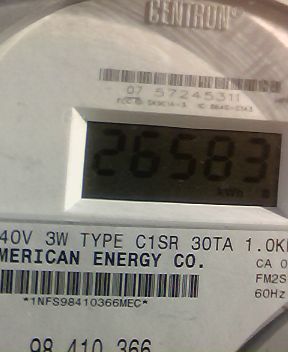 CENTRON®
07 57245311
26583
kWh
40V 3W TYPE C1SR 30TA 1.0K
MERICAN ENERGY CO.
CA 0
FM2S
*1NFS98410366MEC*
60Hz
98 410 366